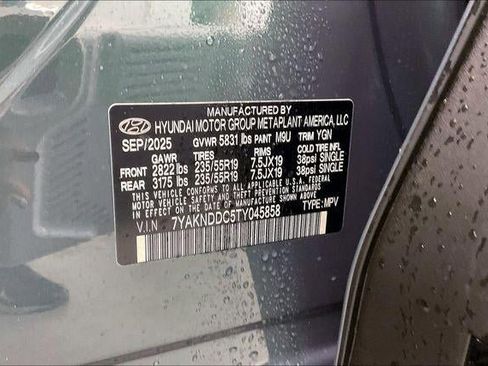 MANUFACTURED BY
HYUNDAI MOTOR GROUP METAPLANT AMERICA, LLC
SEP/2025 GVWR 5831 lbs PAINT M9U TRIM YGN
GAWR TIRES RIMS COLD TIRE INFL
FRONT 2822 lbs 235/55R19 7.5JX19 38psi SINGLE
REAR 3175 lbs 235/55R19 7.5JX19 38psi SINGLE
THIS VEHICLE CONFORMS TO ALL APPLICABLE U.S.A. FEDERAL
MOTOR VEHICLE SAFETY AND THEFT PREVENTION STANDARDS
IN EFFECT ON THE DATE OF MANUFACTURE SHOWN ABOVE.
V.I.N 7YAKNDDC5TY045858 TYPE: MPV